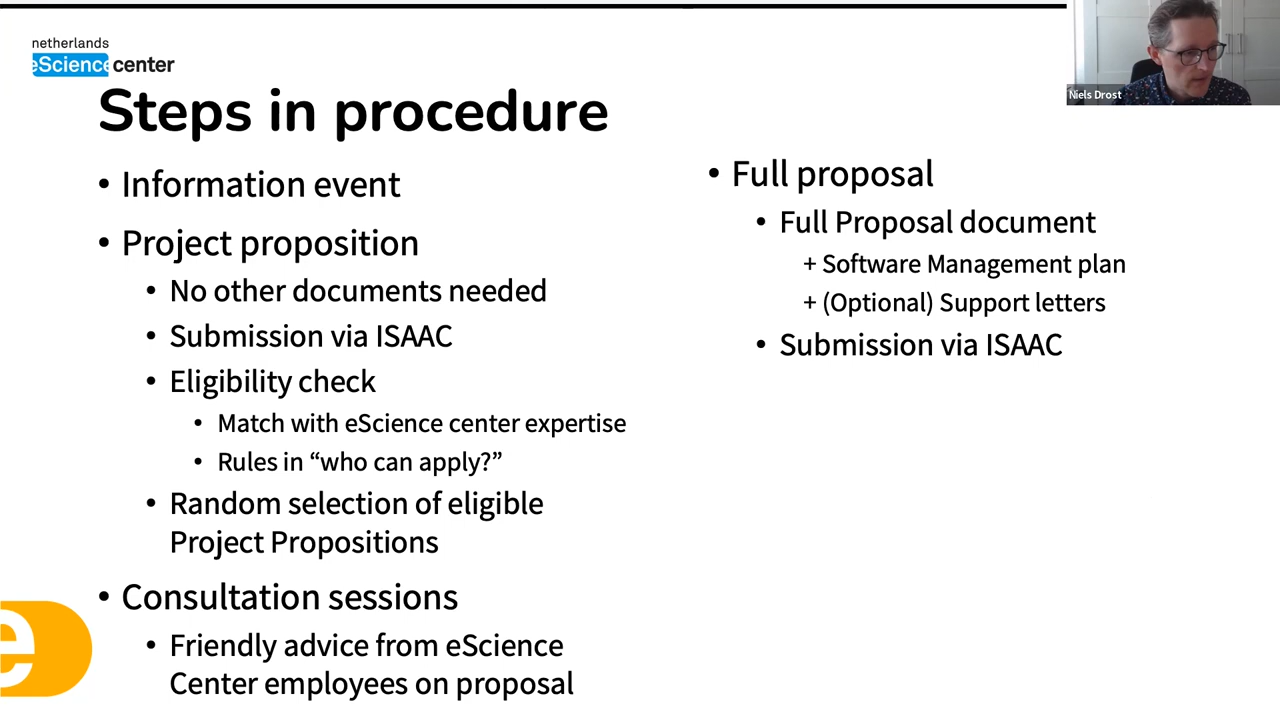 netherlands
eScience center
Steps in procedure
• Information event
• Project proposition
• No other documents needed
• Submission via ISAAC
• Eligibility check
• Match with eScience center expertise
• Rules in “who can apply?”
• Random selection of eligible
Project Propositions
• Consultation sessions
• Friendly advice from eScience
Center employees on proposal
• Full proposal
• Full Proposal document
+ Software Management plan
+ (Optional) Support letters
• Submission via ISAAC
Niels Drost
e